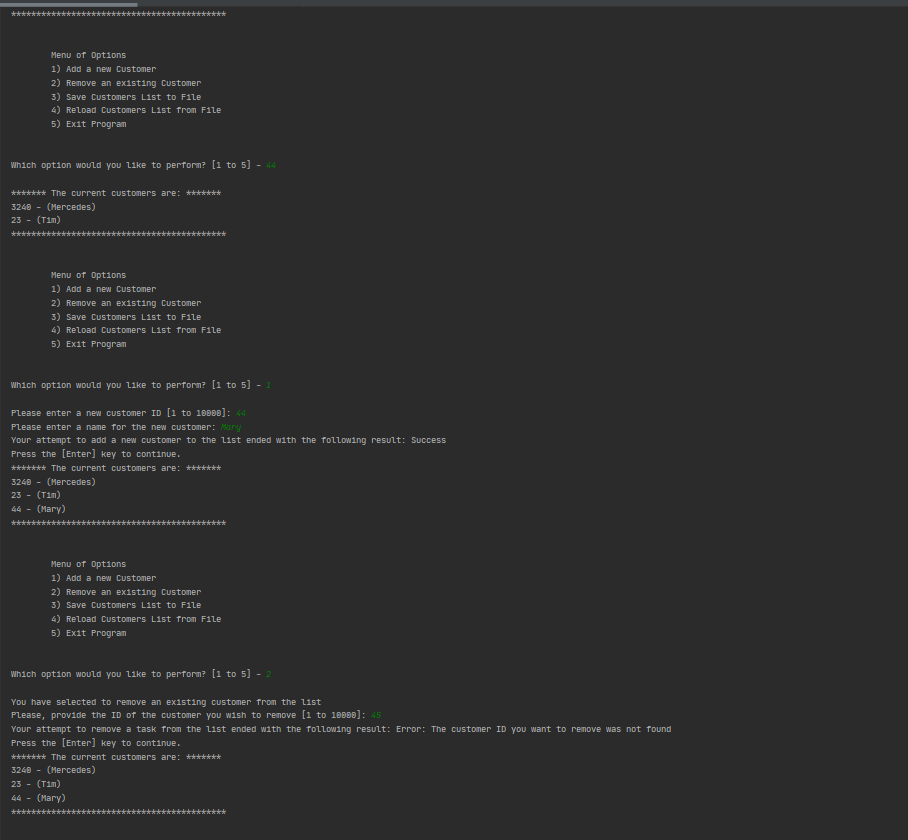 *******************************************
Menu of Options
1) Add a new Customer
2) Remove an existing Customer
3) Save Customers List to File
4) Reload Customers List from File
5) Exit Program
Which option would you like to perform? [1 to 5] - 44
******* The current customers are: *******
3240 - (Mercedes)
23 - (Tim)
*******************************************
Menu of Options
1) Add a new Customer
2) Remove an existing Customer
3) Save Customers List to File
4) Reload Customers List from File
5) Exit Program
Which option would you like to perform? [1 to 5] - 1
Please enter a new customer ID [1 to 10000]: 44
Please enter a name for the new customer: Mary
Your attempt to add a new customer to the list ended with the following result: Success
Press the [Enter] key to continue.
******* The current customers are: *******
3240 - (Mercedes)
23 - (Tim)
44 - (Mary)
*******************************************
Menu of Options
1) Add a new Customer
2) Remove an existing Customer
3) Save Customers List to File
4) Reload Customers List from File
5) Exit Program
Which option would you like to perform? [1 to 5] - 2
You have selected to remove an existing customer from the list
Please, provide the ID of the customer you wish to remove [1 to 10000]: 45
Your attempt to remove a task from the list ended with the following result: Error: The customer ID you want to remove was not found
Press the [Enter] key to continue.
******* The current customers are: *******
3240 - (Mercedes)
23 - (Tim)
44 - (Mary)
*******************************************